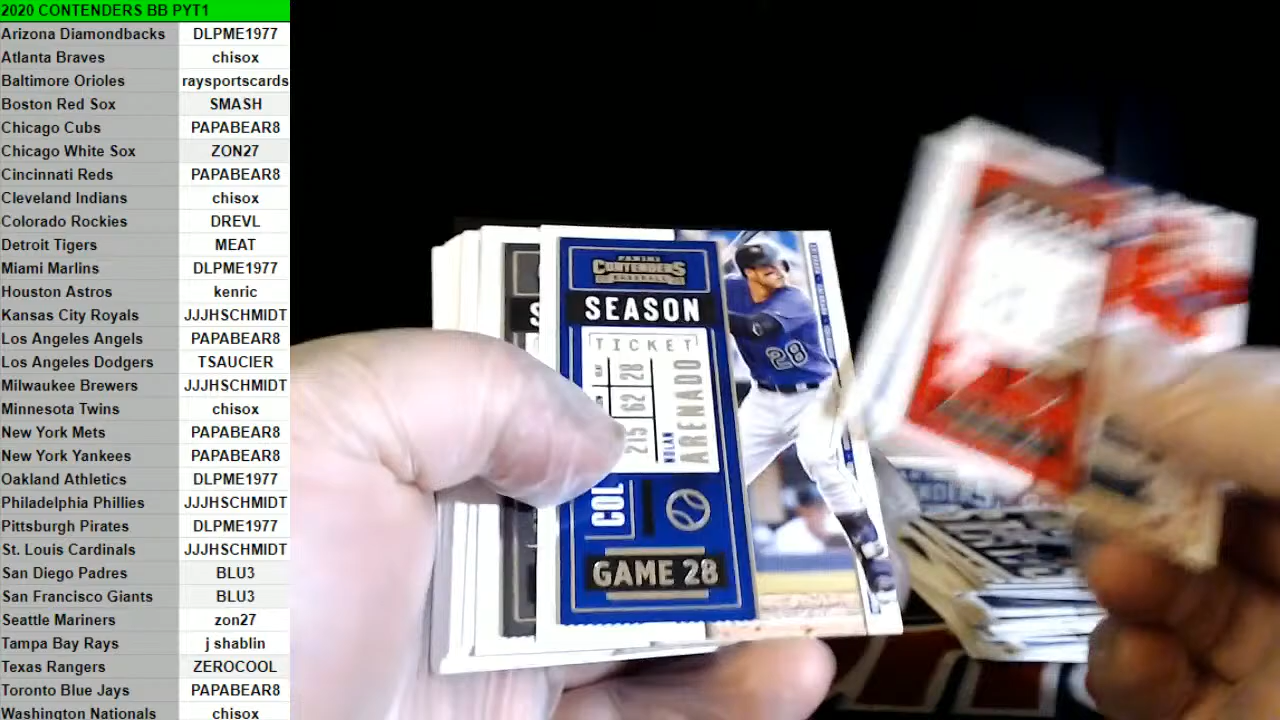 2020 CONTENDERS BB PYT1
Arizona Diamondbacks DLPME1977
Atlanta Braves chisox
Baltimore Orioles raysportscards
Boston Red Sox SMASH
Chicago Cubs PAPABEAR8
Chicago White Sox ZON27
Cincinnati Reds PAPABEAR8
Cleveland Indians chisox
Colorado Rockies DREVL
Detroit Tigers MEAT
Miami Marlins DLPME1977
Houston Astros kenric
Kansas City Royals JJJHSCHMIDT
Los Angeles Angels PAPABEAR8
Los Angeles Dodgers TSAUCIER
Milwaukee Brewers JJJHSCHMIDT
Minnesota Twins chisox
New York Mets PAPABEAR8
New York Yankees PAPABEAR8
Oakland Athletics DLPME1977
Philadelphia Phillies JJJHSCHMIDT
Pittsburgh Pirates DLPME1977
St. Louis Cardinals JJJHSCHMIDT
San Diego Padres BLU3
San Francisco Giants BLU3
Seattle Mariners zon27
Tampa Bay Rays j shablin
Texas Rangers ZEROCOOL
Toronto Blue Jays PAPABEAR8
Washington Nationals chisox
PANINI
CONTENDERS
BASEBALL
SEASON
TICKET
28
62
215
NOLAN
ARENADO
COL
GAME 28
28